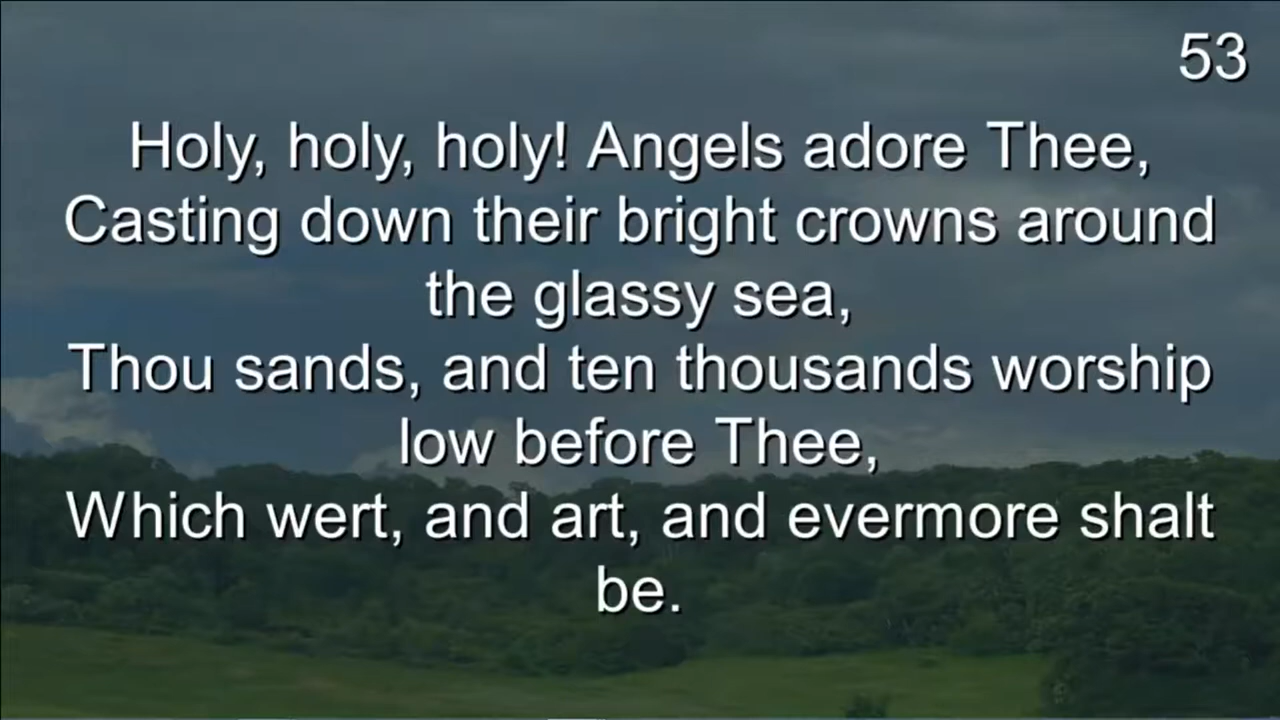 53
Holy, holy, holy! Angels adore Thee,
Casting down their bright crowns around
the glassy sea,
Thou sands, and ten thousands worship
low before Thee,
Which wert, and art, and evermore shalt
be.